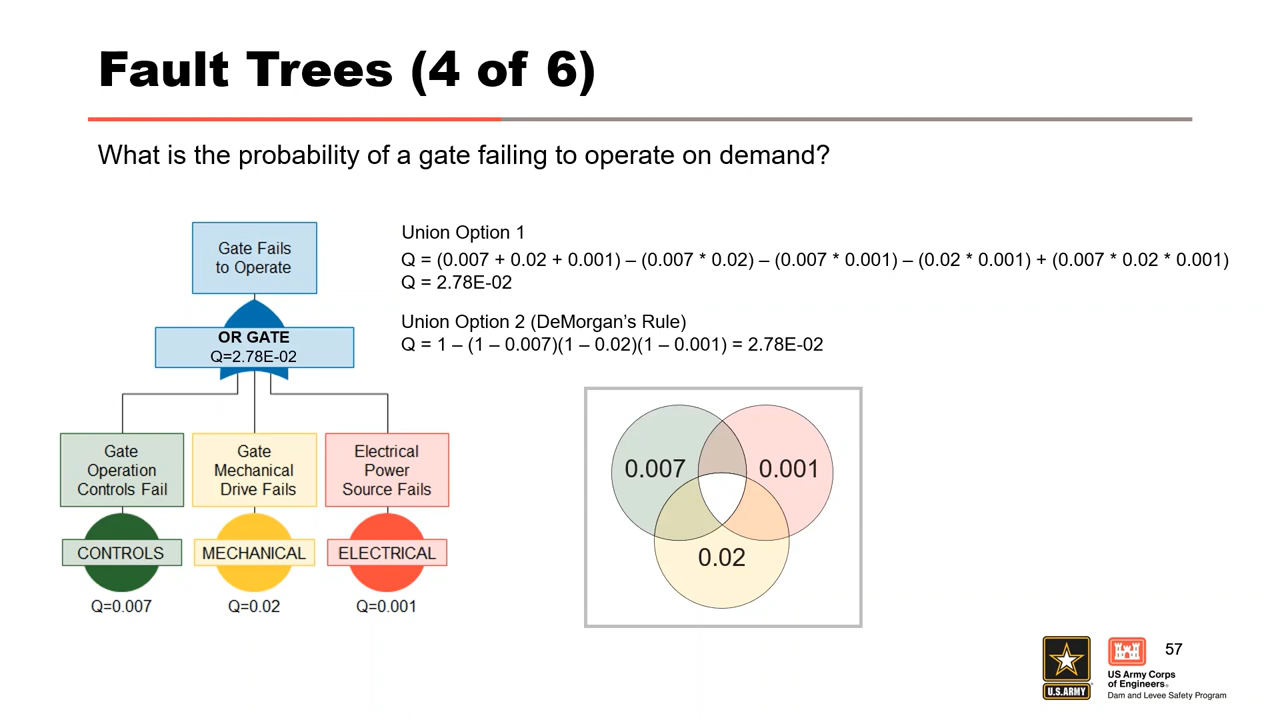 Fault Trees (4 of 6)
What is the probability of a gate failing to operate on demand?
Gate Fails
to Operate
OR GATE
Q=2.78E-02
Gate
Operation
Controls Fail
Gate
Mechanical
Drive Fails
Electrical
Power
Source Fails
CONTROLS
MECHANICAL
ELECTRICAL
Q=0.007
Q=0.02
Q=0.001
Union Option 1
Q = (0.007 + 0.02 + 0.001) – (0.007 * 0.02) – (0.007 * 0.001) – (0.02 * 0.001) + (0.007 * 0.02 * 0.001)
Q = 2.78E-02
Union Option 2 (DeMorgan's Rule)
Q = 1 – (1 – 0.007)(1 – 0.02)(1 – 0.001) = 2.78E-02
0.007
0.001
0.02
U.S.ARMY
US Army Corps
of Engineers®
Dam and Levee Safety Program
57